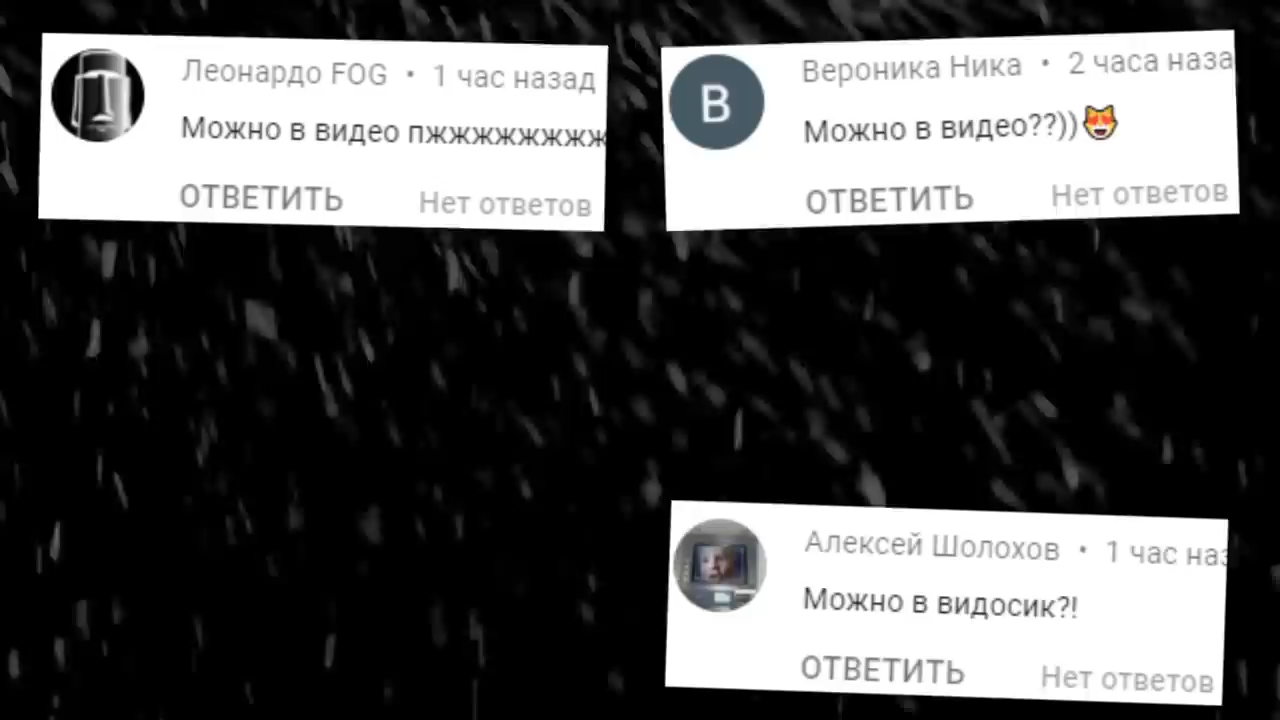 Леонардо FOG • 1 час назад
Можно в видео пжжжжжжжж
ОТВЕТИТЬ Нет ответов
В
Вероника Ника • 2 часа наза
Можно в видео??))😻
ОТВЕТИТЬ Нет ответов
Алексей Шолохов • 1 час наз
Можно в видосик?!
ОТВЕТИТЬ Нет ответов